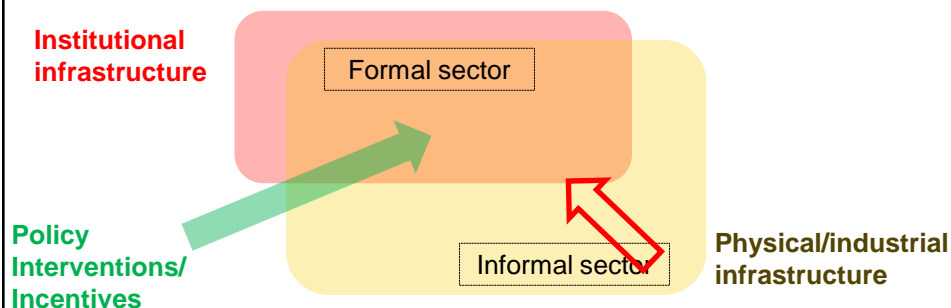 Institutional
infrastructure
Formal sector
Policy
Interventions/
Incentives
Informal sector
Physical/industrial
infrastructure